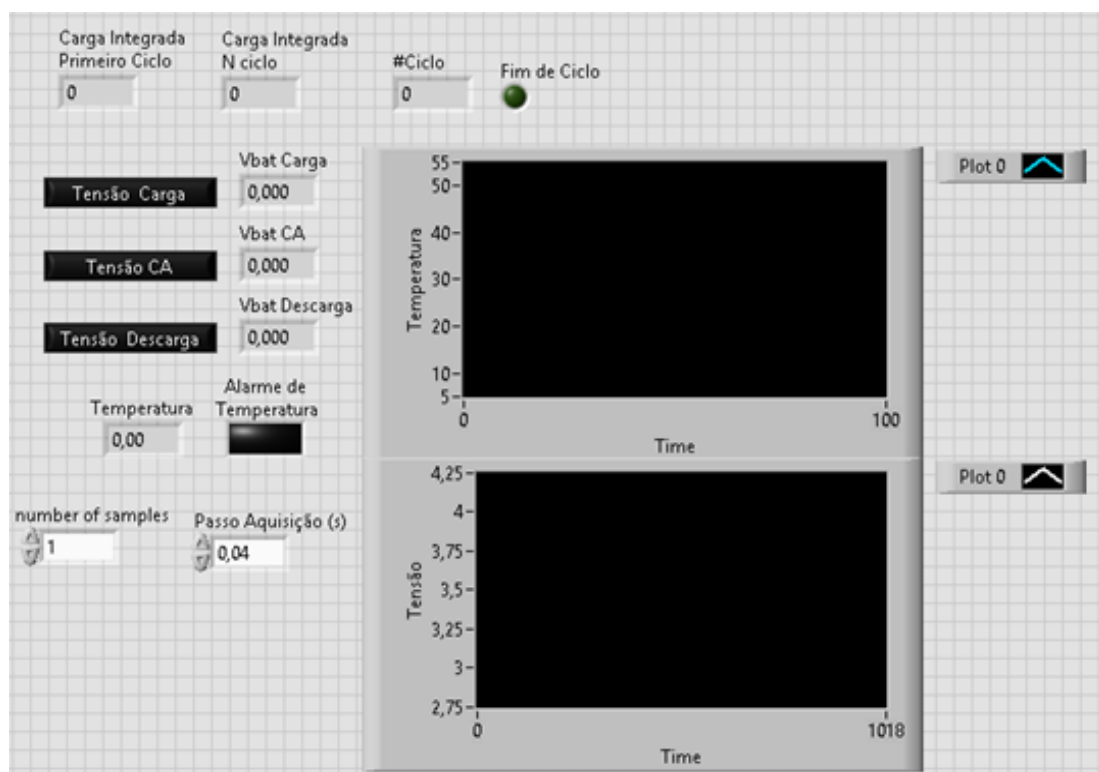 Carga Integrada
Primeiro Ciclo
0
Carga Integrada
N ciclo
0
#Ciclo
0
Fim de Ciclo
Tensão Carga
Vbat Carga
0,000
Tensão CA
Vbat CA
0,000
Tensão Descarga
Vbat Descarga
0,000
Temperatura
0,00
Alarme de
Temperatura
number of samples
1
Passo Aquisição (s)
0,04
Temperatura
55
50
40
30
20
10
5
0
100
Time
Plot 0
Tensão
4,25
4
3,75
3,5
3,25
3
2,75
0
1018
Time
Plot 0